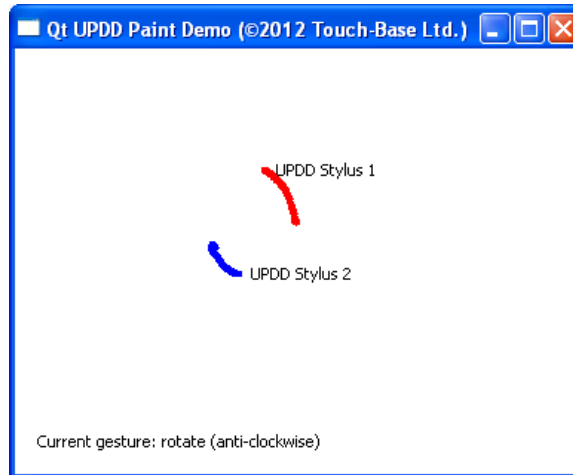 Qt UPDD Paint Demo (©2012 Touch-Base Ltd.)
UPDD Stylus 1
UPDD Stylus 2
Current gesture: rotate (anti-clockwise)